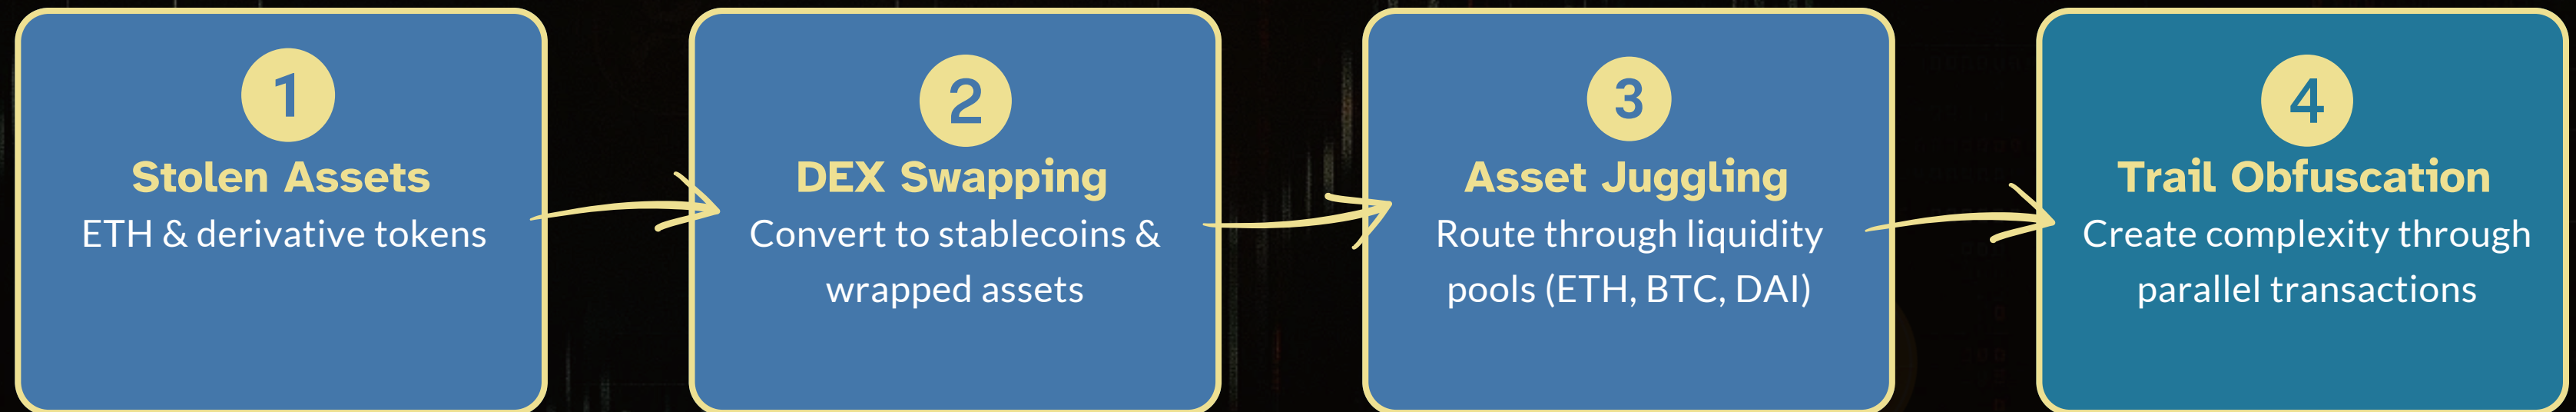 1
Stolen Assets
ETH & derivative tokens
2
DEX Swapping
Convert to stablecoins &
wrapped assets
3
Asset Juggling
Route through liquidity
pools (ETH, BTC, DAI)
4
Trail Obfuscation
Create complexity through
parallel transactions